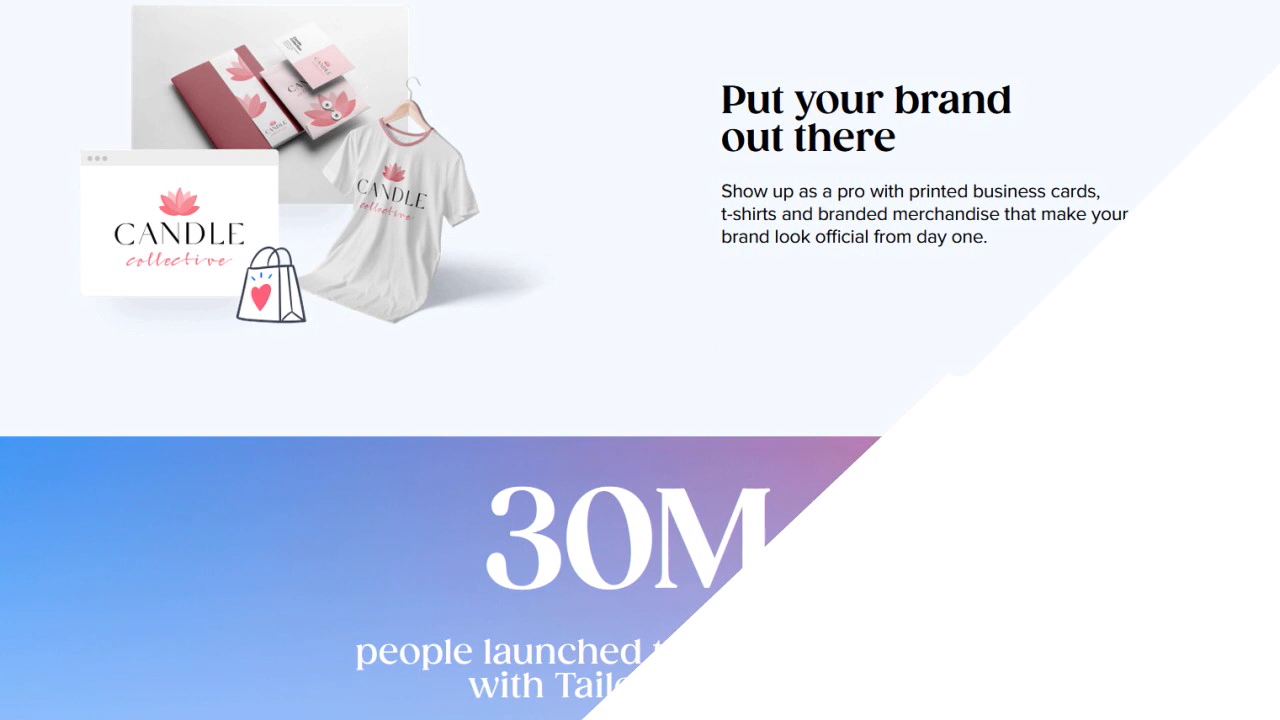 CANDLE
collective
CANDLE
collective
Put your brand
out there
Show up as a pro with printed business cards,
t-shirts and branded merchandise that make your
brand look official from day one.
30M
people launched
with